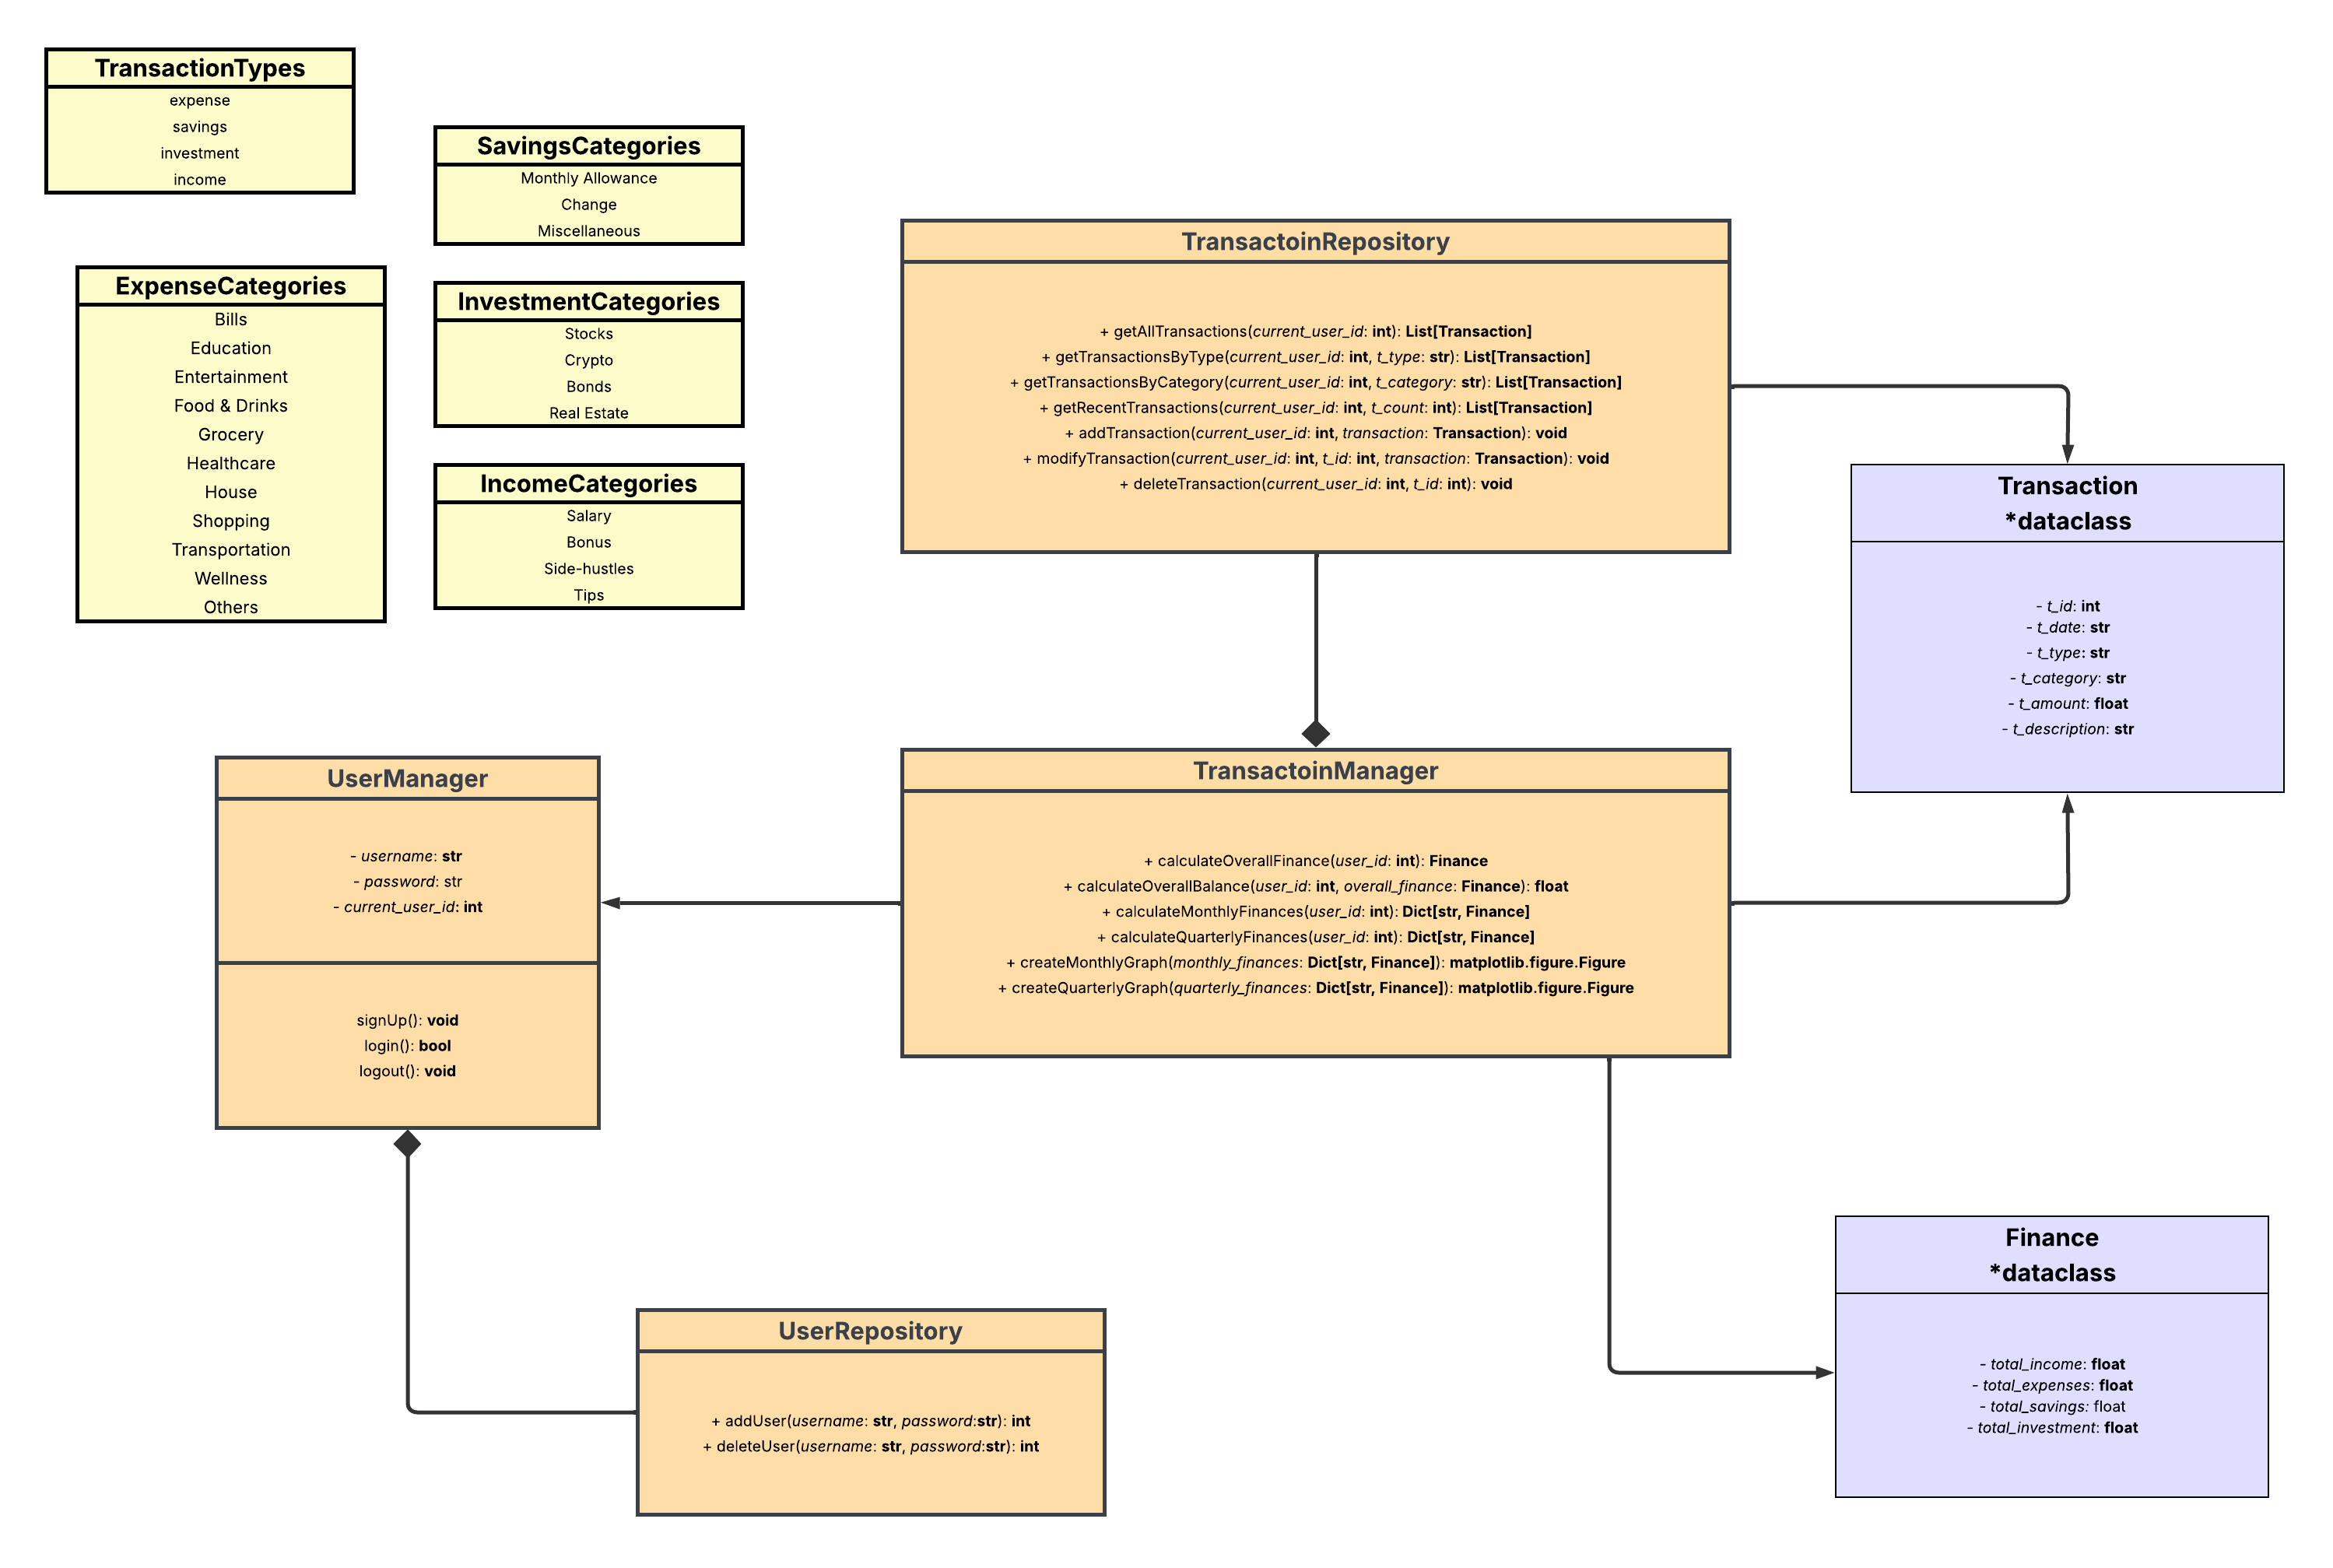 TransactionTypes
expense
savings
investment
income
SavingsCategories
Monthly Allowance
Change
Miscellaneous
ExpenseCategories
Bills
Education
Entertainment
Food & Drinks
Grocery
Healthcare
House
Shopping
Transportation
Wellness
Others
InvestmentCategories
Stocks
Crypto
Bonds
Real Estate
IncomeCategories
Salary
Bonus
Side-hustles
Tips
TransactoinRepository
+ getAllTransactions(current_user_id: int): List[Transaction]
+ getTransactionsByType(current_user_id: int, t_type: str): List[Transaction]
+ getTransactionsByCategory(current_user_id: int, t_category: str): List[Transaction]
+ getRecentTransactions(current_user_id: int, t_count: int): List[Transaction]
+ addTransaction(current_user_id: int, transaction: Transaction): void
+ modifyTransaction(current_user_id: int, t_id: int, transaction: Transaction): void
+ deleteTransaction(current_user_id: int, t_id: int): void
Transaction
*dataclass
- t_id: int
- t_date: str
- t_type: str
- t_category: str
- t_amount: float
- t_description: str
UserManager
- username: str
- password: str
- current_user_id: int
signUp(): void
login(): bool
logout(): void
TransactoinManager
+ calculateOverallFinance(user_id: int): Finance
+ calculateOverallBalance(user_id: int, overall_finance: Finance): float
+ calculateMonthlyFinances(user_id: int): Dict[str, Finance]
+ calculateQuarterlyFinances(user_id: int): Dict[str, Finance]
+ createMonthlyGraph(monthly_finances: Dict[str, Finance]): matplotlib.figure.Figure
+ createQuarterlyGraph(quarterly_finances: Dict[str, Finance]): matplotlib.figure.Figure
UserRepository
+ addUser(username: str, password:str): int
+ deleteUser(username: str, password:str): int
Finance
*dataclass
- total_income: float
- total_expenses: float
- total_savings: float
- total_investment: float